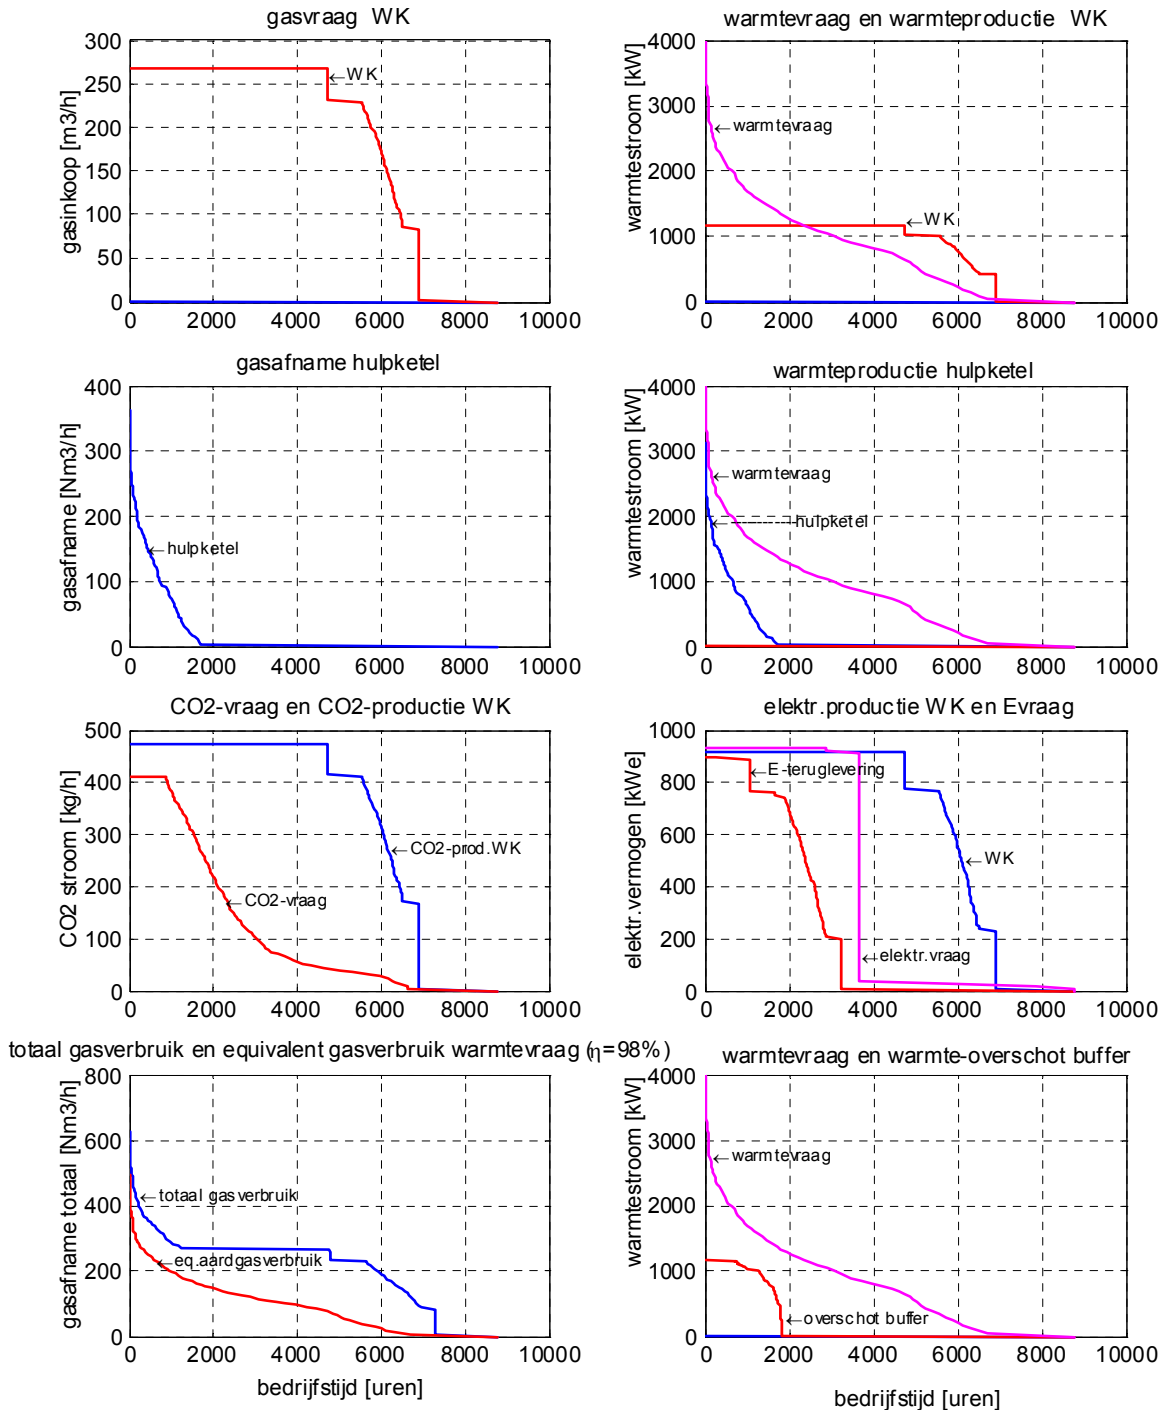 gasvraag WK
gasinkoop [m3/h]
300
250
200
150
100
50
0
0 2000 4000 6000 8000 10000
←WK
warmtevraag en warmteproductie WK
warmtestroom [kW]
4000
3000
2000
1000
0
0 2000 4000 6000 8000 10000
←warmtevraag
←WK
gasafname hulpketel
gasafname [Nm3/h]
400
300
200
100
0
0 2000 4000 6000 8000 10000
←hulpketel
warmteproductie hulpketel
warmtestroom [kW]
4000
3000
2000
1000
0
0 2000 4000 6000 8000 10000
←warmtevraag
←----------hulpketel
CO2-vraag en CO2-productie WK
CO2 stroom [kg/h]
500
400
300
200
100
0
0 2000 4000 6000 8000 10000
←CO2-prod.WK
←CO2-vraag
elektr.productie WK en Evraag
elektr.vermogen [kWe]
1000
800
600
400
200
0
0 2000 4000 6000 8000 10000
←E-teruglevering
←WK
←elektr.vraag
totaal gasverbruik en equivalent gasverbruik warmtevraag (η=98%)
gasafname totaal [Nm3/h]
800
600
400
200
0
0 2000 4000 6000 8000 10000
←totaal gasverbruik
←eq.aardgasverbruik
bedrijfstijd [uren]
warmtevraag en warmte-overschot buffer
warmtestroom [kW]
4000
3000
2000
1000
0
0 2000 4000 6000 8000 10000
←warmtevraag
←overschot buffer
bedrijfstijd [uren]